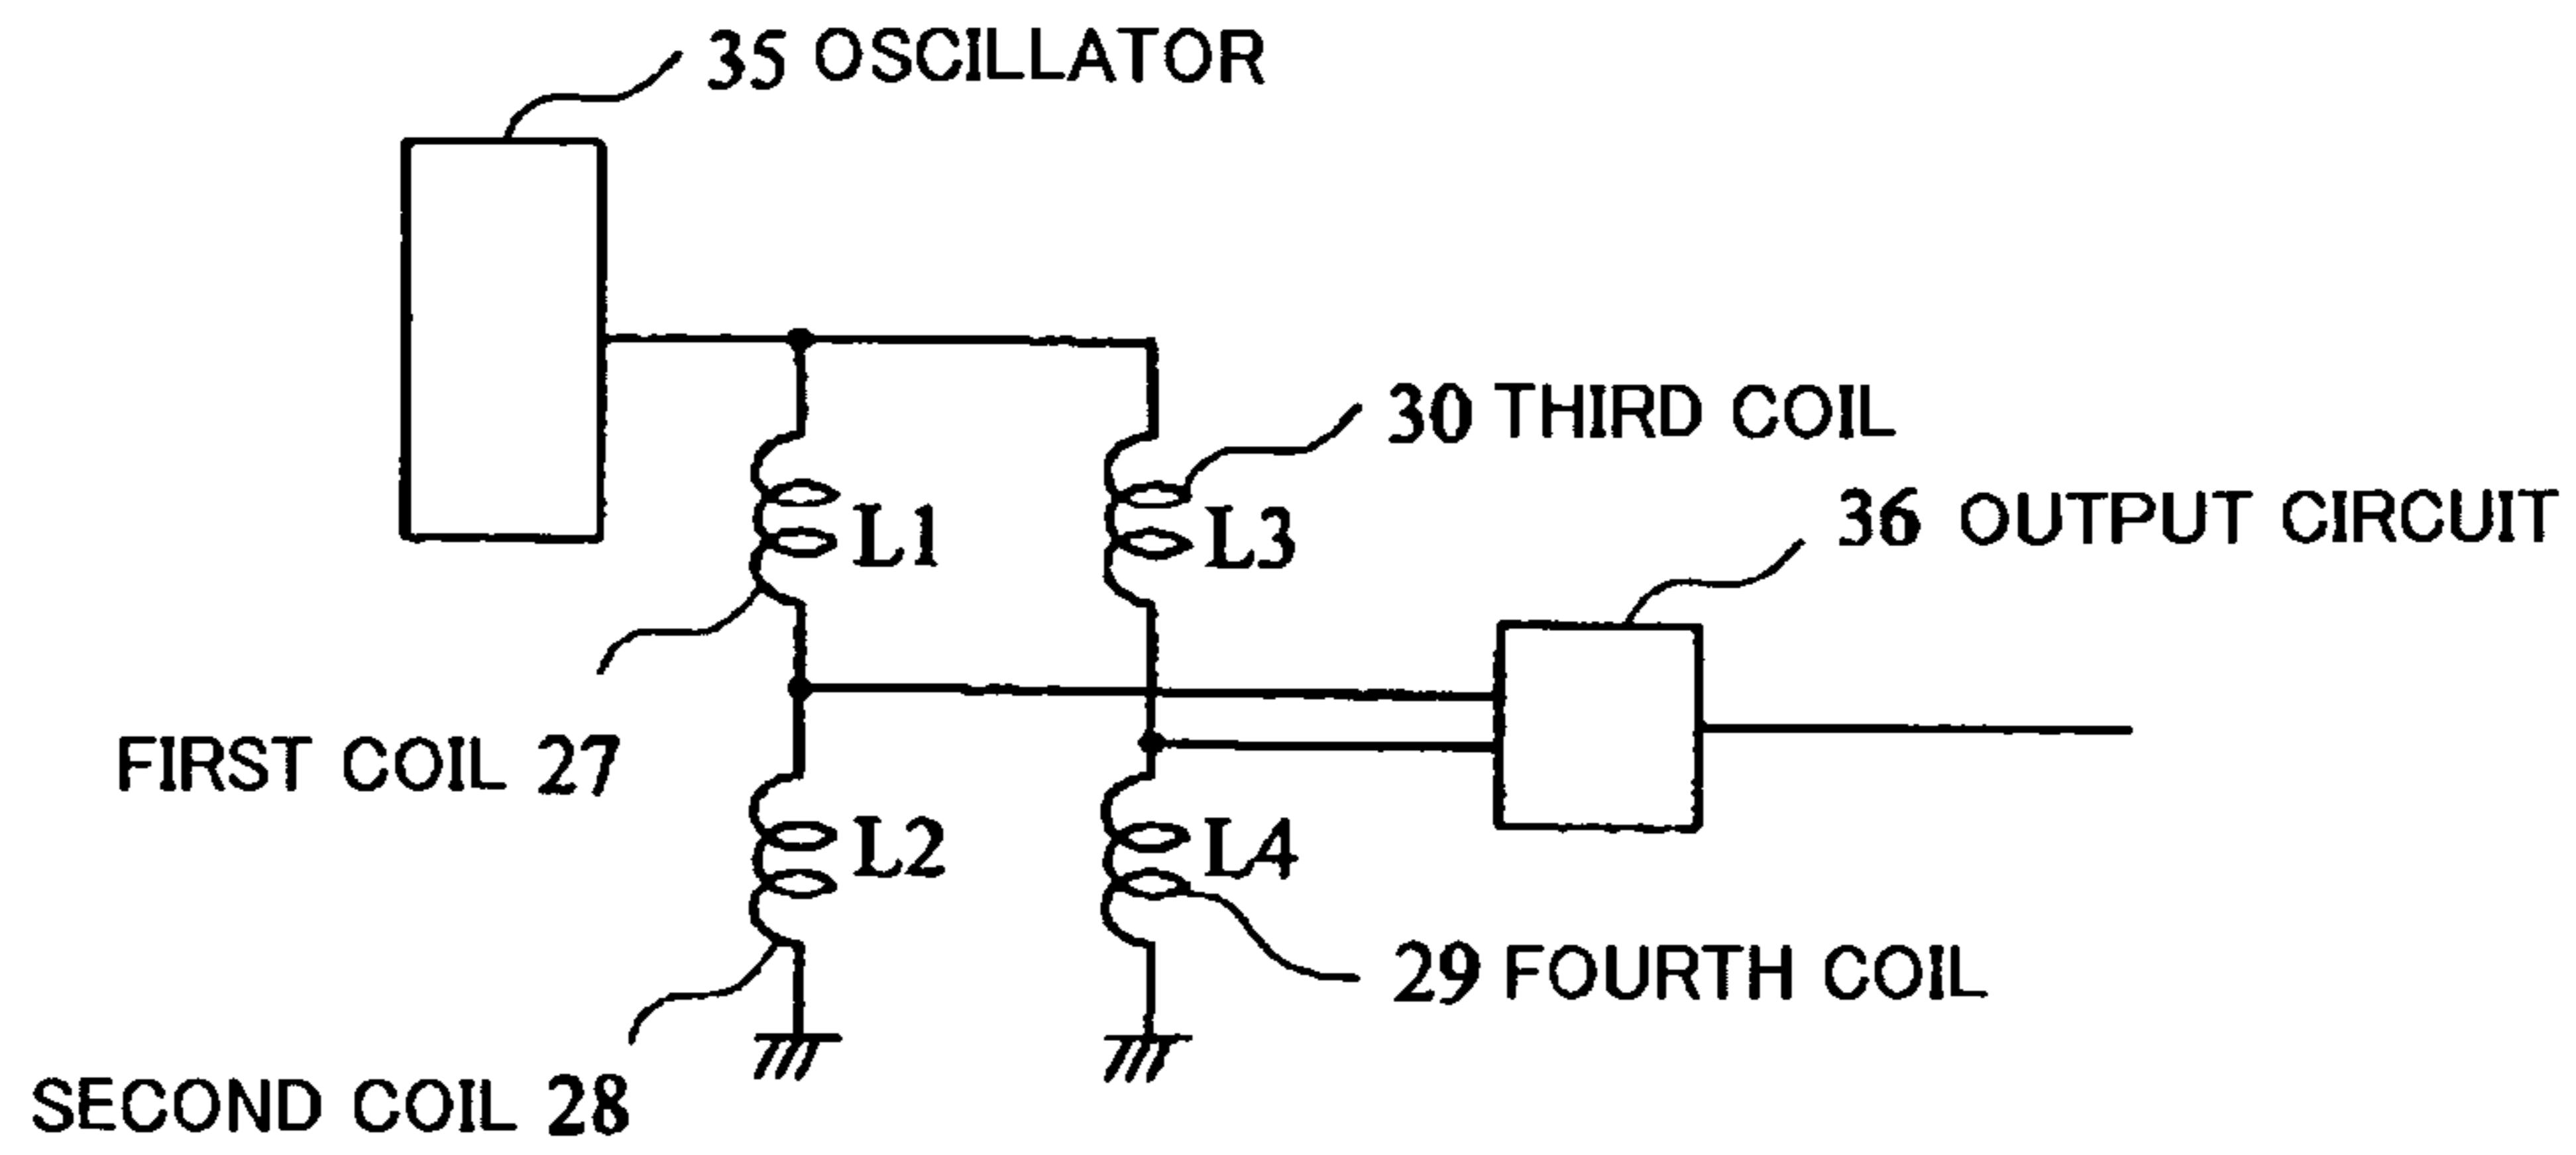 35 OSCILLATOR
30 THIRD COIL
36 OUTPUT CIRCUIT
L1
L3
FIRST COIL 27
L2
L4
29 FOURTH COIL
SECOND COIL 28